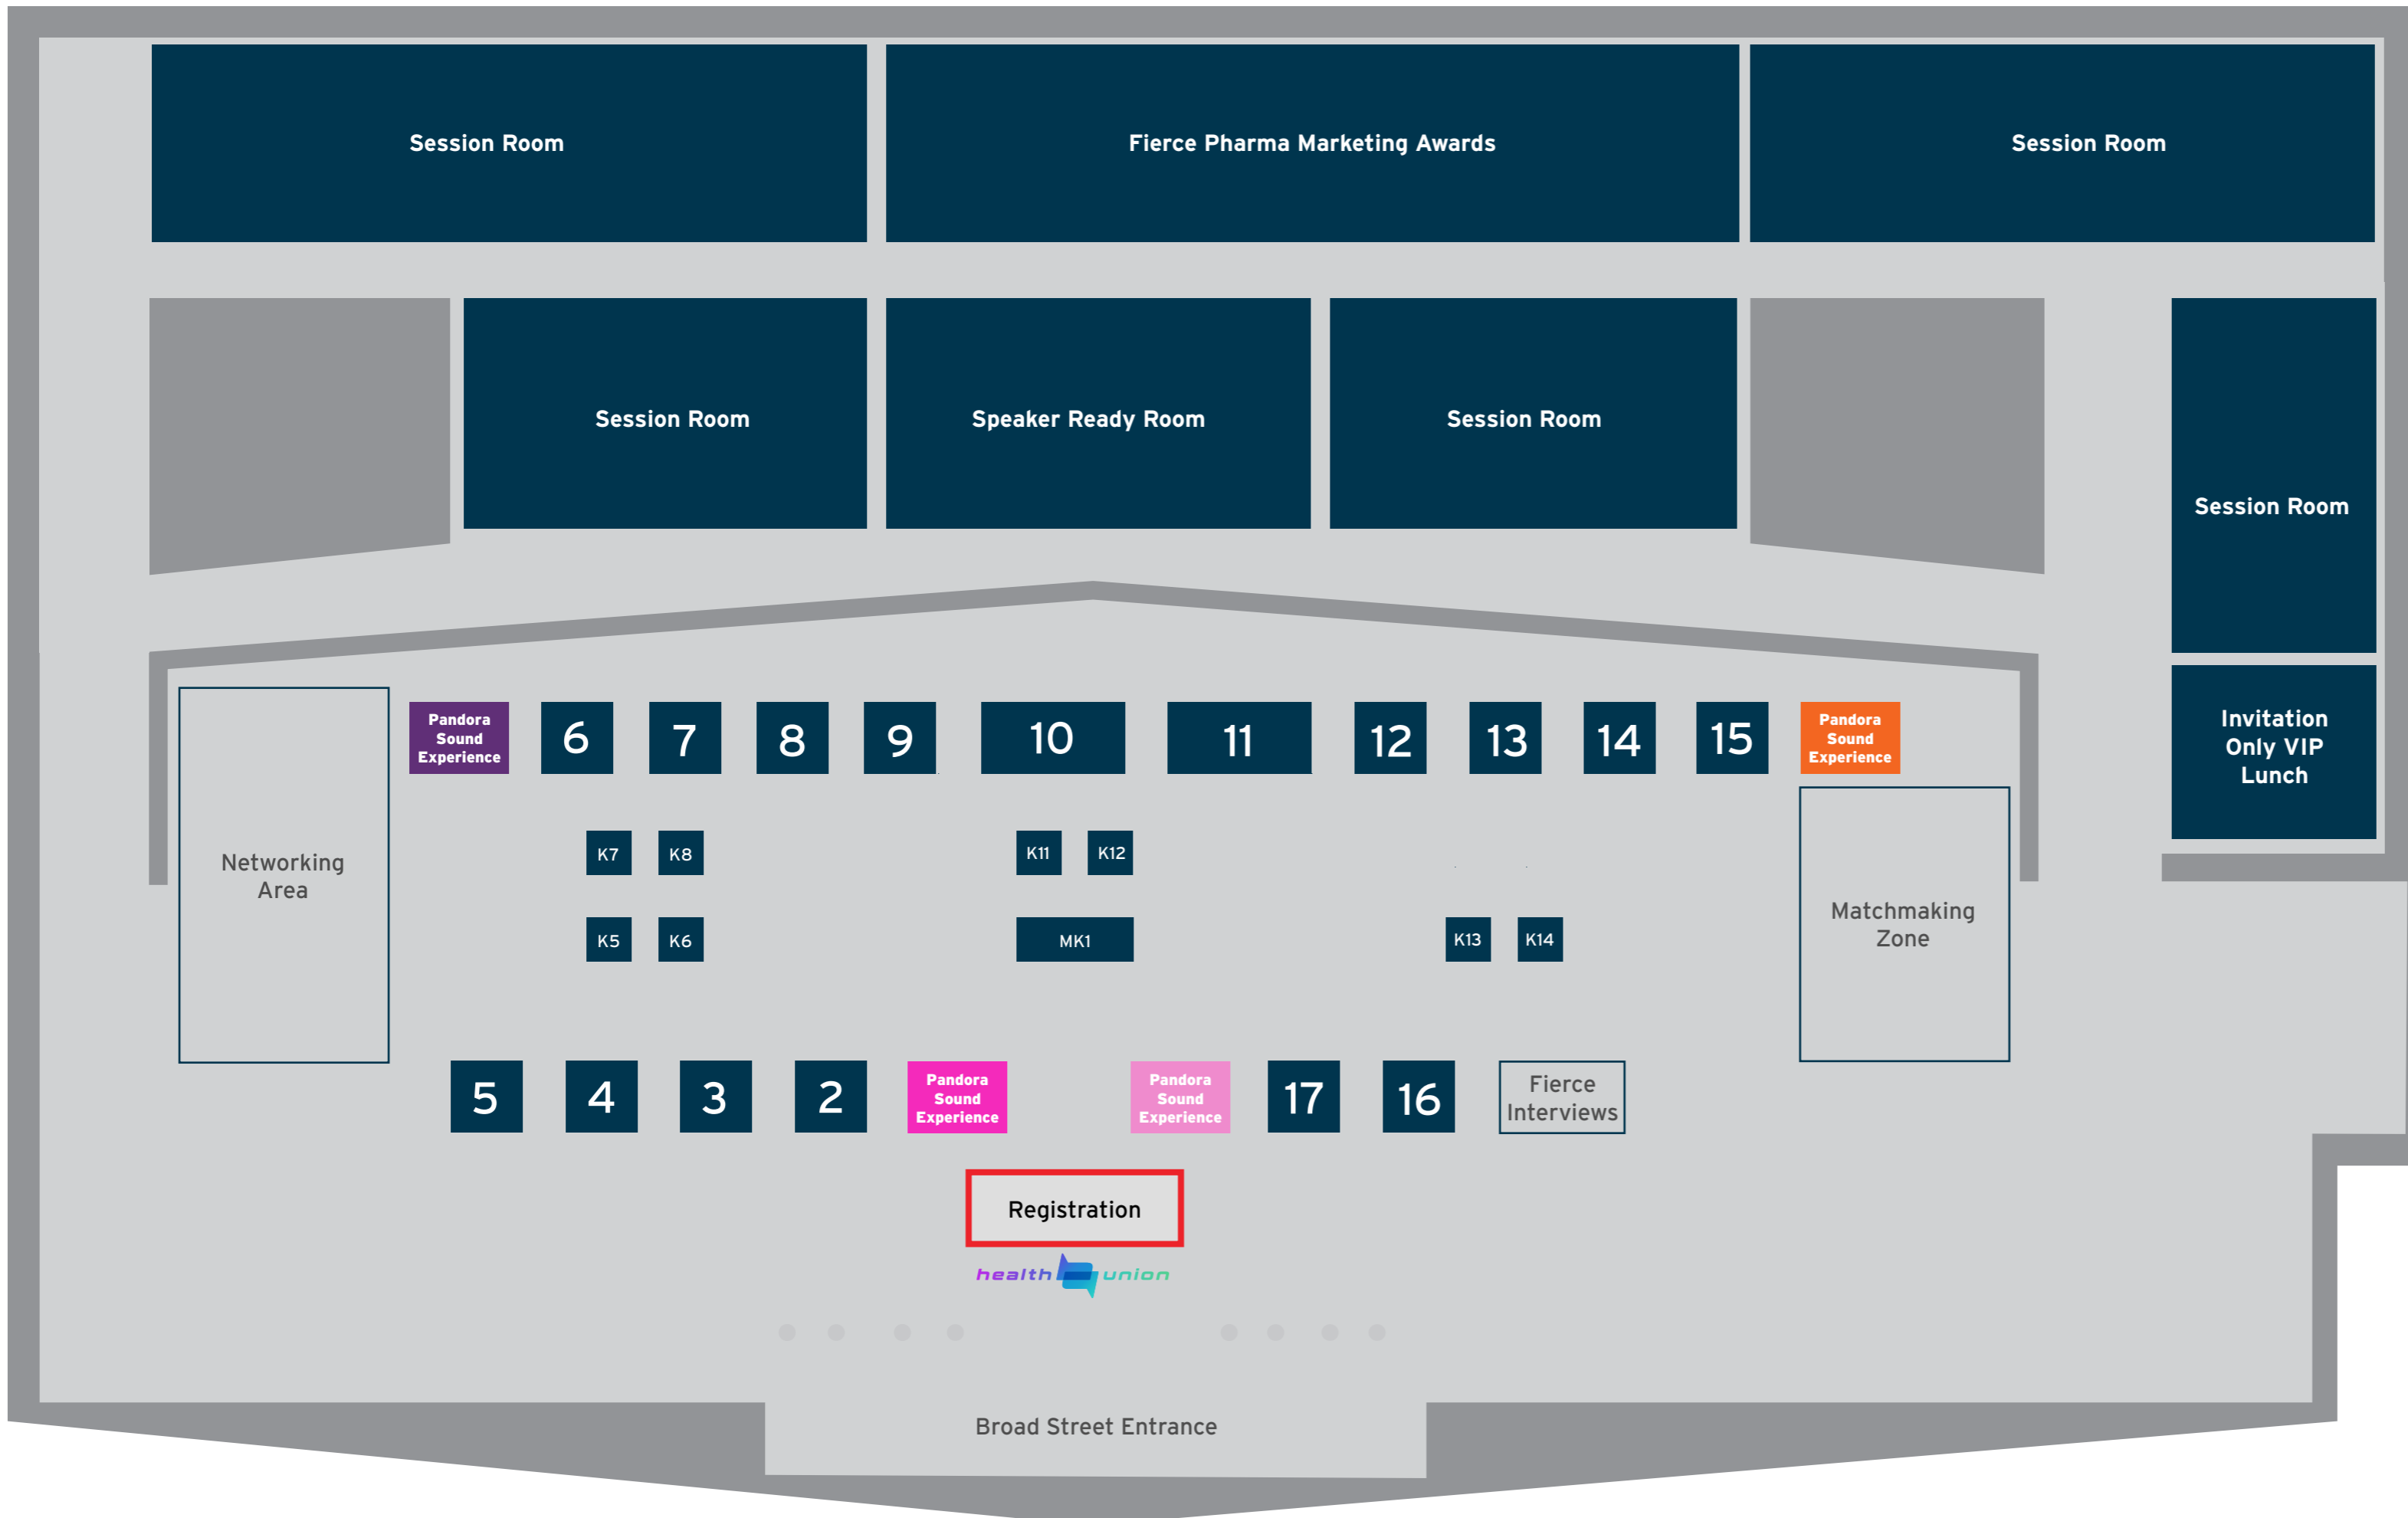 Session Room
Fierce Pharma Marketing Awards
Session Room
Session Room
Speaker Ready Room
Session Room
Session Room
Invitation
Only VIP
Lunch
Networking
Area
Pandora
Sound
Experience
6
7
8
9
10
11
12
13
14
15
Pandora
Sound
Experience
K7
K8
K11
K12
K5
K6
MK1
K13
K14
Matchmaking
Zone
5
4
3
2
Pandora
Sound
Experience
Pandora
Sound
Experience
17
16
Fierce
Interviews
Registration
health union
Broad Street Entrance